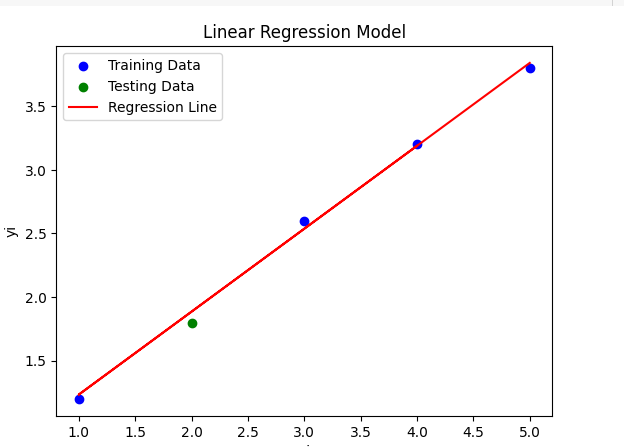 Linear Regression Model
Training Data
Testing Data
Regression Line
3.5
3.0
2.5
2.0
1.5
yi
1.0 1.5 2.0 2.5 3.0 3.5 4.0 4.5 5.0